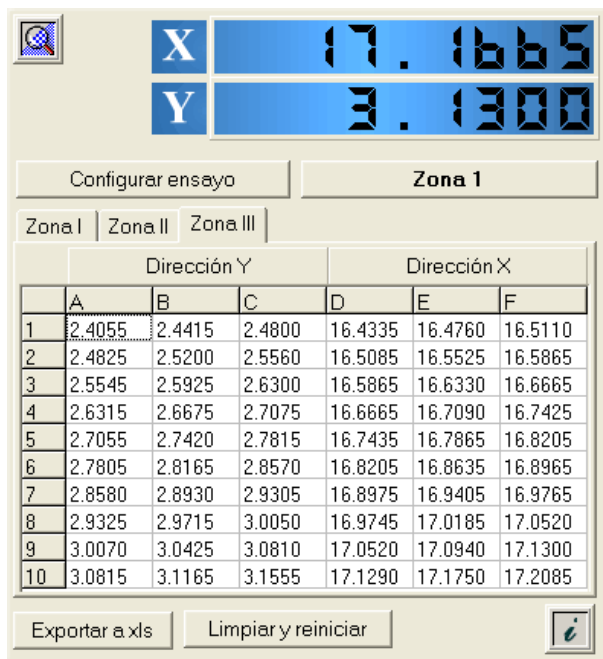 X 17.1665
Y 3.1300
Configurar ensayo Zona 1
Zona I Zona II Zona III
Dirección Y Dirección X
A B C D E F
1 2.4055 2.4415 2.4800 16.4335 16.4760 16.5110
2 2.4825 2.5200 2.5560 16.5085 16.5525 16.5865
3 2.5545 2.5925 2.6300 16.5865 16.6330 16.6665
4 2.6315 2.6675 2.7075 16.6665 16.7090 16.7425
5 2.7055 2.7420 2.7815 16.7435 16.7865 16.8205
6 2.7805 2.8165 2.8570 16.8205 16.8635 16.8965
7 2.8580 2.8930 2.9305 16.8975 16.9405 16.9765
8 2.9325 2.9715 3.0050 16.9745 17.0185 17.0520
9 3.0070 3.0425 3.0810 17.0520 17.0940 17.1300
10 3.0815 3.1165 3.1555 17.1290 17.1750 17.2085
Exportar a xls Limpiar y reiniciar i